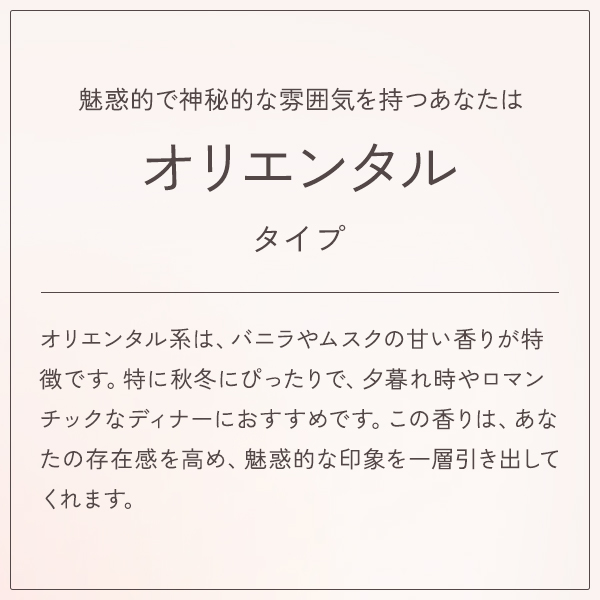 魅惑的で神秘的な雰囲気を持つあなたは
オリエンタル
タイプ
オリエンタル系は、バニラやムスクの甘い香りが特
徴です。特に秋冬にぴったりで、夕暮れ時やロマン
チックなディナーにおすすめです。この香りは、あな
たの存在感を高め、魅惑的な印象を一層引き出して
くれます。